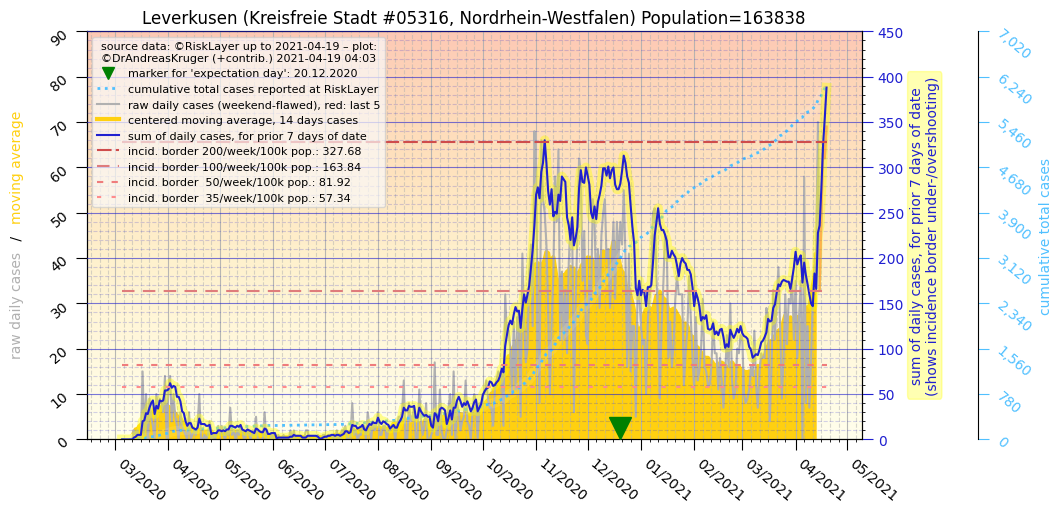 Leverkusen (Kreisfreie Stadt #05316, Nordrhein-Westfalen) Population=163838
source data: ©RiskLayer up to 2021-04-19 – plot:
©DrAndreasKruger (+contrib.) 2021-04-19 04:03
marker for 'expectation day': 20.12.2020
cumulative total cases reported at RiskLayer
raw daily cases (weekend-flawed), red: last 5
centered moving average, 14 days cases
sum of daily cases, for prior 7 days of date
incid. border 200/week/100k pop.: 327.68
incid. border 100/week/100k pop.: 163.84
incid. border  50/week/100k pop.: 81.92
incid. border  35/week/100k pop.: 57.34
raw daily cases / moving average
90
80
70
60
50
40
30
20
10
0
03/2020
04/2020
05/2020
06/2020
07/2020
08/2020
09/2020
10/2020
11/2020
12/2020
01/2021
02/2021
03/2021
04/2021
05/2021
450
400
350
300
250
200
150
100
50
0
sum of daily cases, for prior 7 days of date
(shows incidence border under-/overshooting)
7,020
6,240
5,460
4,680
3,900
3,120
2,340
1,560
780
0
cumulative total cases